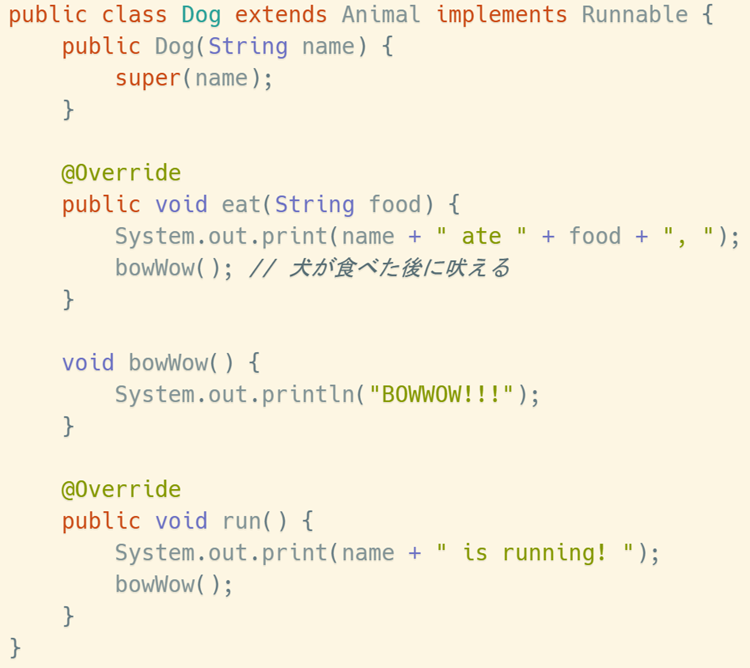 public class Dog extends Animal implements Runnable {
    public Dog(String name) {
        super(name);
    }

    @Override
    public void eat(String food) {
        System.out.print(name + " ate " + food + ", ");
        bowWow(); // 犬が食べた後に吠える
    }

    void bowWow() {
        System.out.println("BOWWOW!!!");
    }

    @Override
    public void run() {
        System.out.print(name + " is running! ");
        bowWow();
    }
}